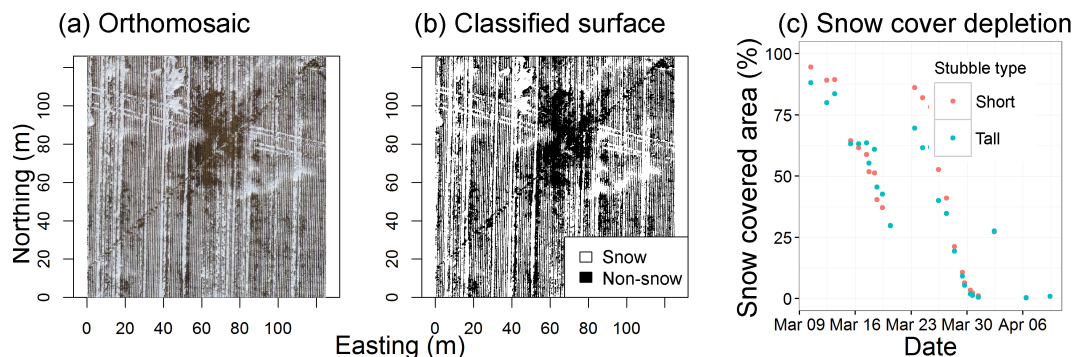 (a) Orthomosaic
(b) Classified surface
(c) Snow cover depletion
Northing (m)
0 20 40 60 80 100
0 20 40 60 80 100
Easting (m)
0 20 40 60 80 100
0 20 40 60 80 100
Snow
Non-snow
Snow covered area (%)
100
75
50
25
0
Stubble type
Short
Tall
Mar 09 Mar 16 Mar 23 Mar 30 Apr 06
Date